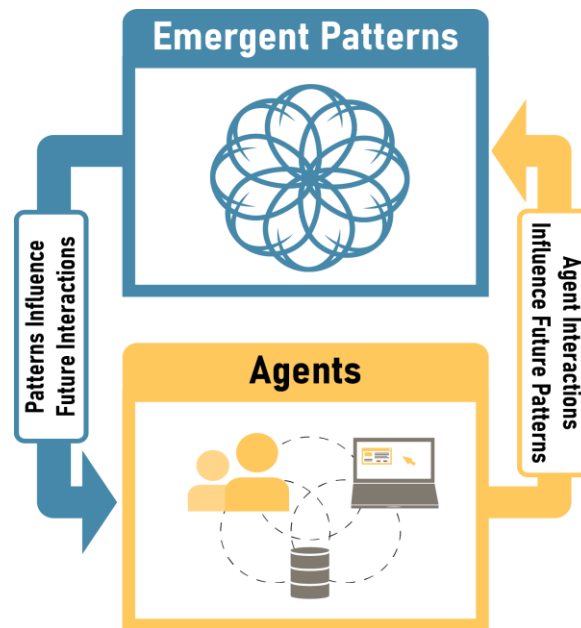 Emergent Patterns
Patterns Influence
Future Interactions
Agent Interactions
Influence Future Patterns
Agents